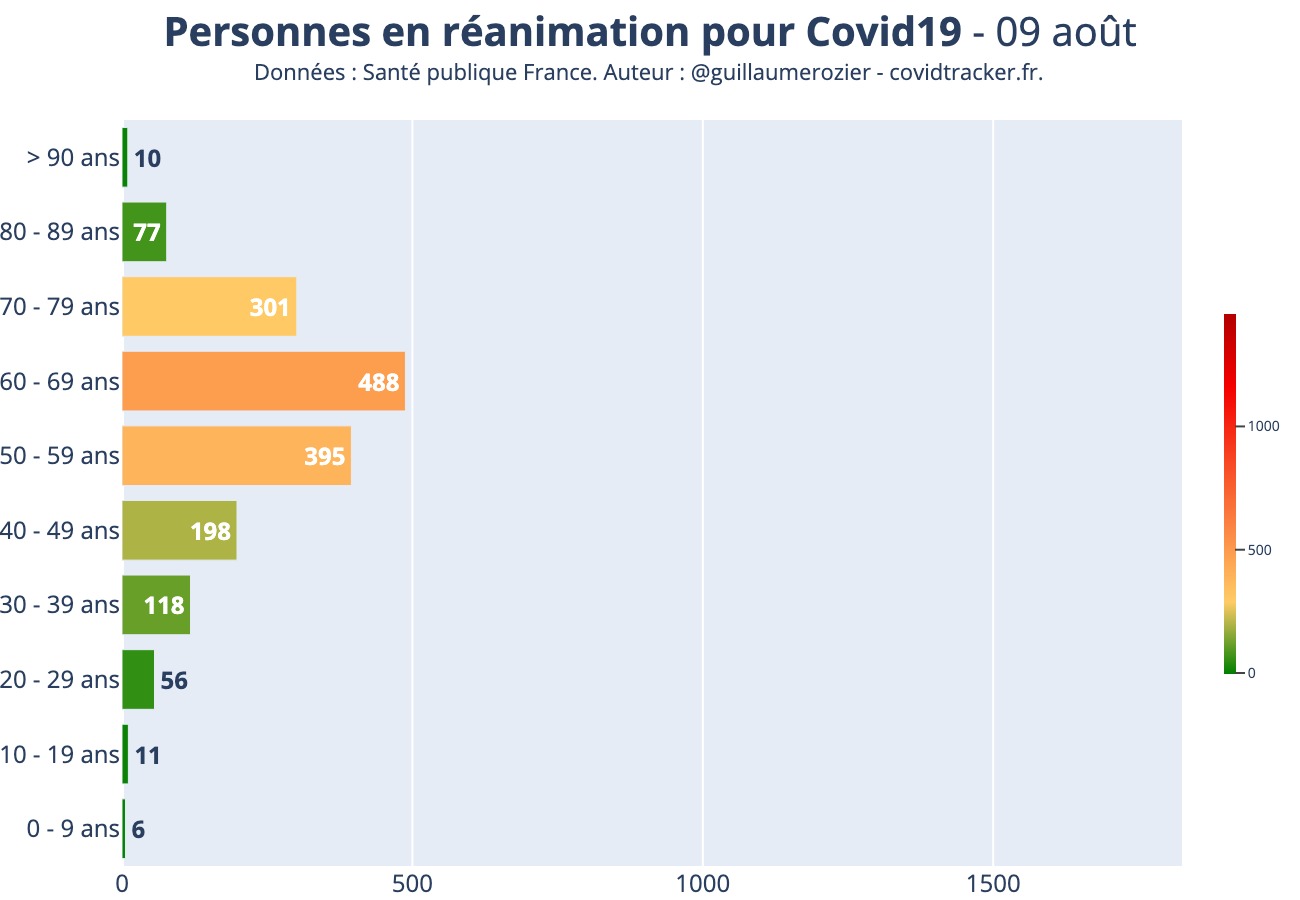 Personnes en réanimation pour Covid19 - 09 août
Données : Santé publique France. Auteur : @guillaumerozier - covidtracker.fr.
> 90 ans 10
80 - 89 ans 77
70 - 79 ans 301
60 - 69 ans 488
50 - 59 ans 395
40 - 49 ans 198
30 - 39 ans 118
20 - 29 ans 56
10 - 19 ans 11
0 - 9 ans 6
0 500 1000 1500
1000
500
0